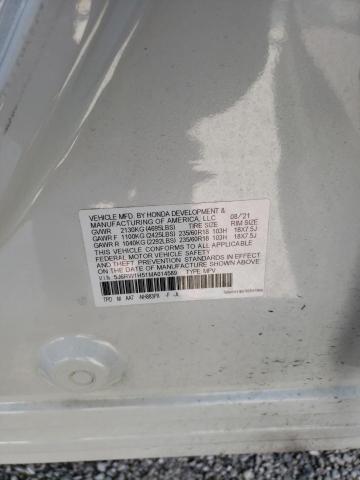 VEHICLE MFD. BY HONDA DEVELOPMENT &
MANUFACTURING OF AMERICA, LLC 08/21
GVWR 2130KG (4695LBS) TIRE SIZE RIM SIZE
GAWR F 1100KG (2425LBS) 235/60R18 103H 18X7.5J
GAWR R 1040KG (2292LBS) 235/60R18 103H 18X7.5J
THIS VEHICLE CONFORMS TO ALL APPLICABLE
FEDERAL MOTOR VEHICLE SAFETY
AND THEFT PREVENTION STANDARDS IN EFFECT ON THE
DATE OF MANUFACTURE SHOWN ABOVE.
V.I.N. 5J6RW1H51MA014569 TYPE: MPV
NH883PX -F -A